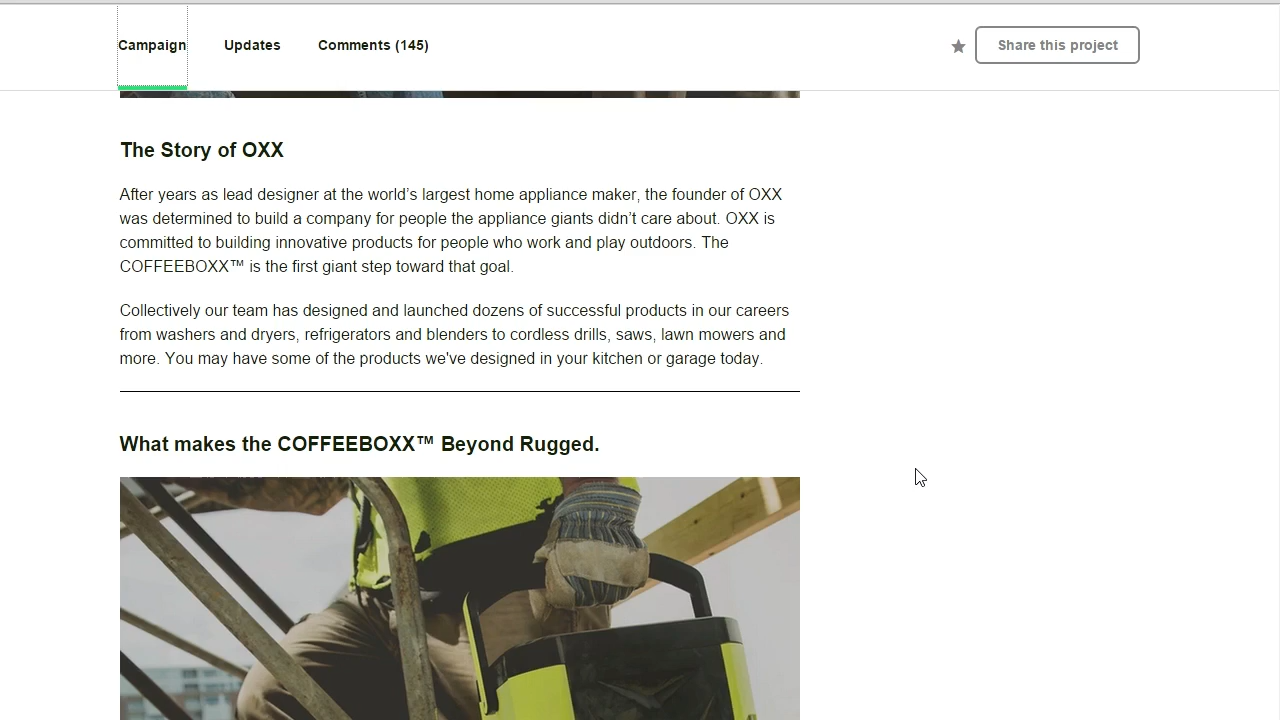 Campaign Updates Comments (145) Share this project
The Story of OXX
After years as lead designer at the world’s largest home appliance maker, the founder of OXX
was determined to build a company for people the appliance giants didn’t care about. OXX is
committed to building innovative products for people who work and play outdoors. The
COFFEEBOXX™ is the first giant step toward that goal.
Collectively our team has designed and launched dozens of successful products in our careers
from washers and dryers, refrigerators and blenders to cordless drills, saws, lawn mowers and
more. You may have some of the products we've designed in your kitchen or garage today.
What makes the COFFEEBOXX™ Beyond Rugged.